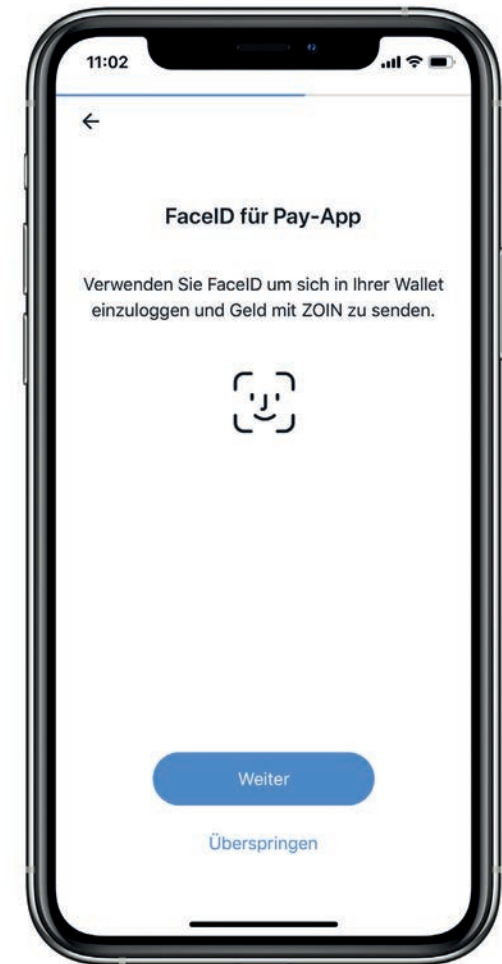 11:02
FaceID für Pay-App
Verwenden Sie FaceID um sich in Ihrer Wallet
einzuloggen und Geld mit ZOIN zu senden.
Weiter
Überspringen